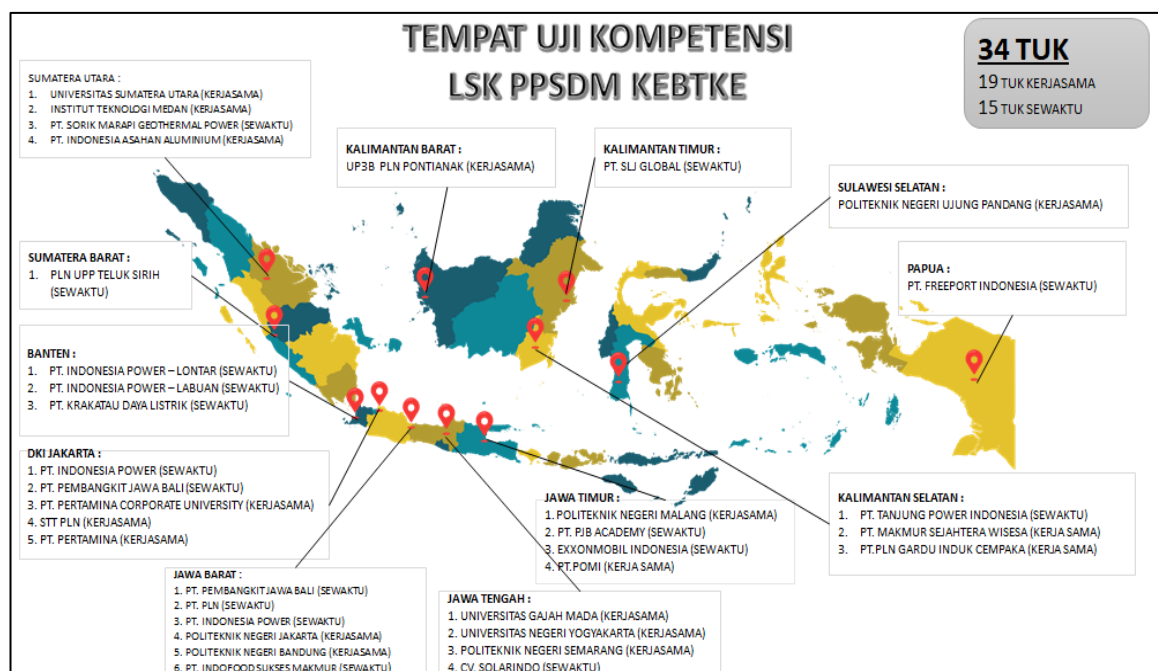 TEMPAT UJI KOMPETENSI
LSK PPSDM KEBTKE
34 TUK
19 TUK KERJASAMA
15 TUK SEWAKTU
SUMATERA UTARA :
1. UNIVERSITAS SUMATERA UTARA (KERJASAMA)
2. INSTITUT TEKNOLOGI MEDAN (KERJASAMA)
3. PT. SORIK MARAPI GEOTHERMAL POWER (SEWAKTU)
4. PT. INDONESIA ASAHAN ALUMINIUM (KERJASAMA)
KALIMANTAN BARAT :
UP3B PLN PONTIANAK (KERJASAMA)
KALIMANTAN TIMUR :
PT. SLJ GLOBAL (SEWAKTU)
SULAWESI SELATAN :
POLITEKNIK NEGERI UJUNG PANDANG (KERJASAMA)
SUMATERA BARAT :
1. PLN UPP TELUK SIRIH
(SEWAKTU)
PAPUA :
PT. FREEPORT INDONESIA (SEWAKTU)
BANTEN :
1. PT. INDONESIA POWER – LONTAR (SEWAKTU)
2. PT. INDONESIA POWER – LABUAN (SEWAKTU)
3. PT. KRAKATAU DAYA LISTRIK (SEWAKTU)
DKI JAKARTA :
1. PT. INDONESIA POWER (SEWAKTU)
2. PT. PEMBANGKIT JAWA BALI (SEWAKTU)
3. PT. PERTAMINA CORPORATE UNIVERSITY (KERJASAMA)
4. STT PLN (KERJASAMA)
5. PT. PERTAMINA (KERJASAMA)
JAWA TIMUR :
1. POLITEKNIK NEGERI MALANG (KERJASAMA)
2. PT. PJB ACADEMY (SEWAKTU)
3. EXXONMOBIL INDONESIA (SEWAKTU)
4. PT.POMI (KERJA SAMA)
KALIMANTAN SELATAN :
1. PT. TANJUNG POWER INDONESIA (SEWAKTU)
2. PT. MAKMUR SEJAHTERA WISESA (KERJA SAMA)
3. PT.PLN GARDU INDUK CEMPAKA (KERJA SAMA)
JAWA BARAT :
1. PT. PEMBANGKIT JAWA BALI (SEWAKTU)
2. PT. PLN (SEWAKTU)
3. PT. INDONESIA POWER (SEWAKTU)
4. POLITEKNIK NEGERI JAKARTA (KERJASAMA)
5. POLITEKNIK NEGERI BANDUNG (KERJASAMA)
6. PT. INDOFOOD SUKSES MAKMUR (SEWAKTU)
JAWA TENGAH :
1. UNIVERSITAS GAJAH MADA (KERJASAMA)
2. UNIVERSITAS NEGERI YOGYAKARTA (KERJASAMA)
3. POLITEKNIK NEGERI SEMARANG (KERJASAMA)
4. CV. SOLARINDO (SEWAKTU)